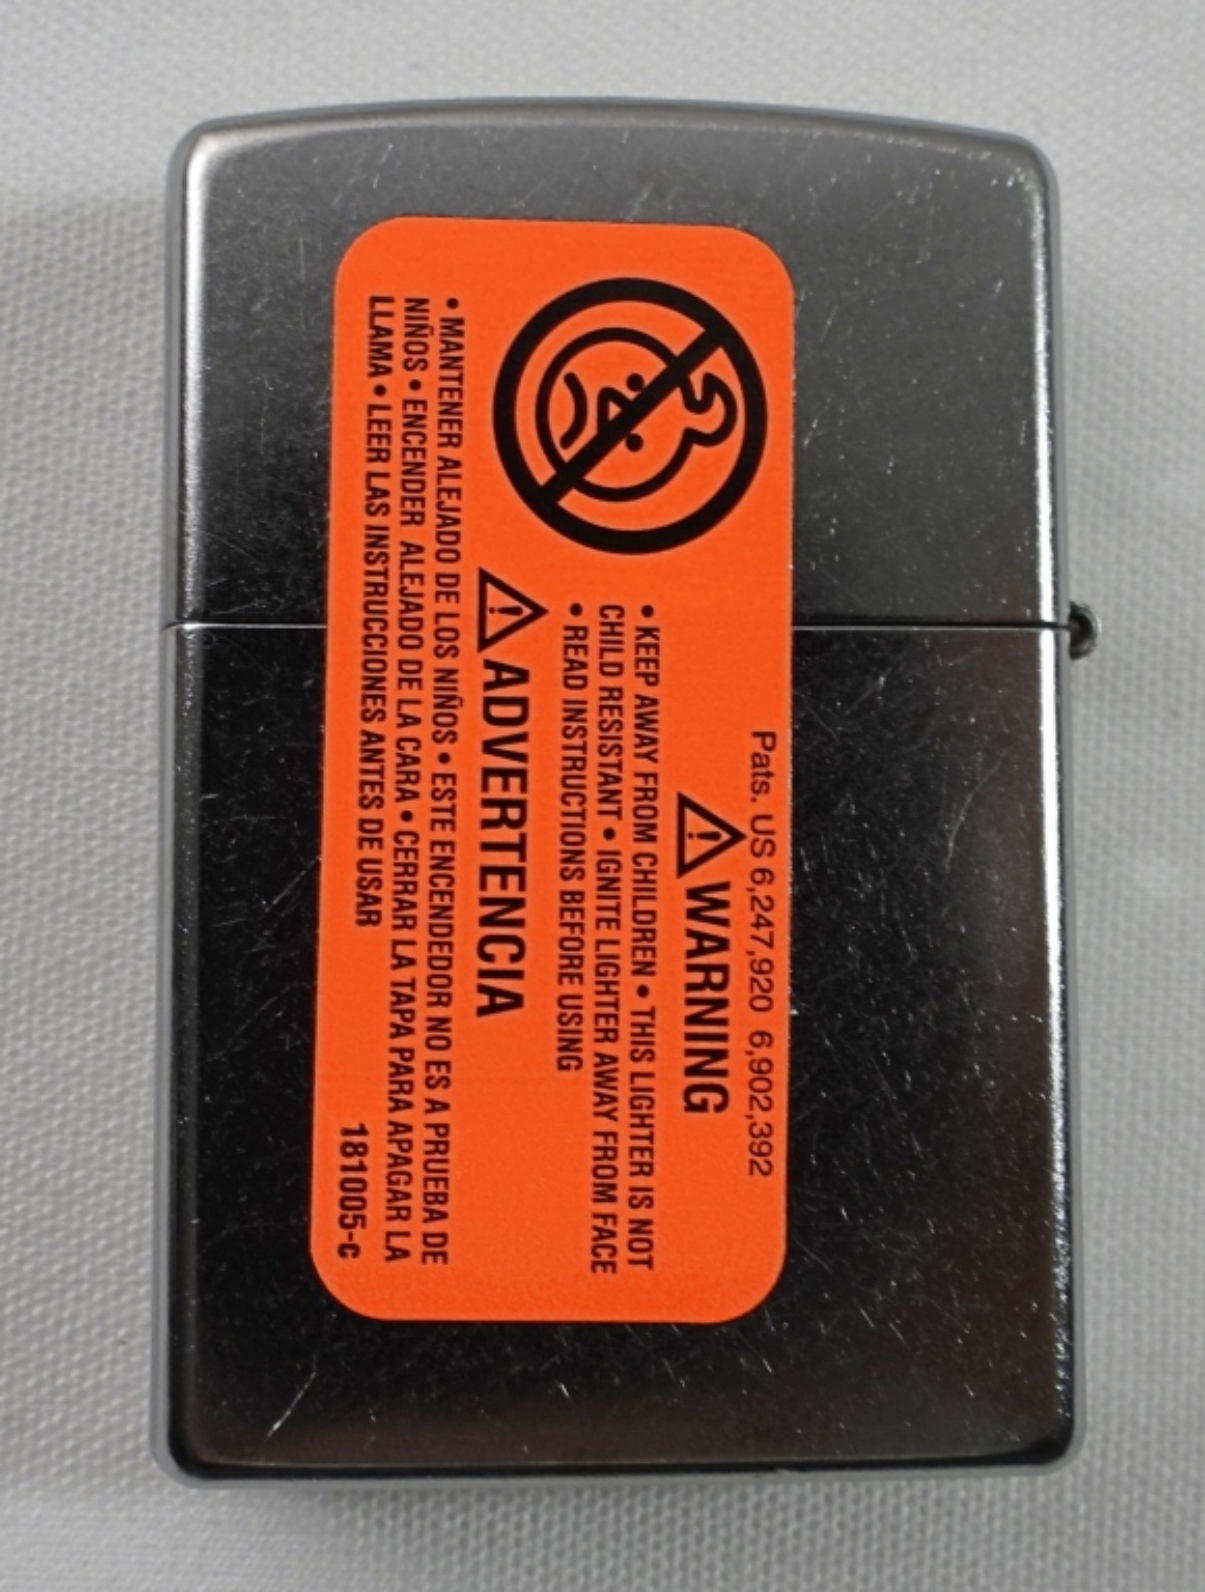 Pats. US 6,247,920 6,902,392
WARNING
• KEEP AWAY FROM CHILDREN • THIS LIGHTER IS NOT
CHILD RESISTANT • IGNITE LIGHTER AWAY FROM FACE
• READ INSTRUCTIONS BEFORE USING
ADVERTENCIA
• MANTENER ALEJADO DE LOS NIÑOS • ESTE ENCENDEDOR NO ES A PRUEBA DE
NIÑOS • ENCENDER ALEJADO DE LA CARA • CERRAR LA TAPA PARA APAGAR LA
LLAMA • LEER LAS INSTRUCCIONES ANTES DE USAR
181005-c